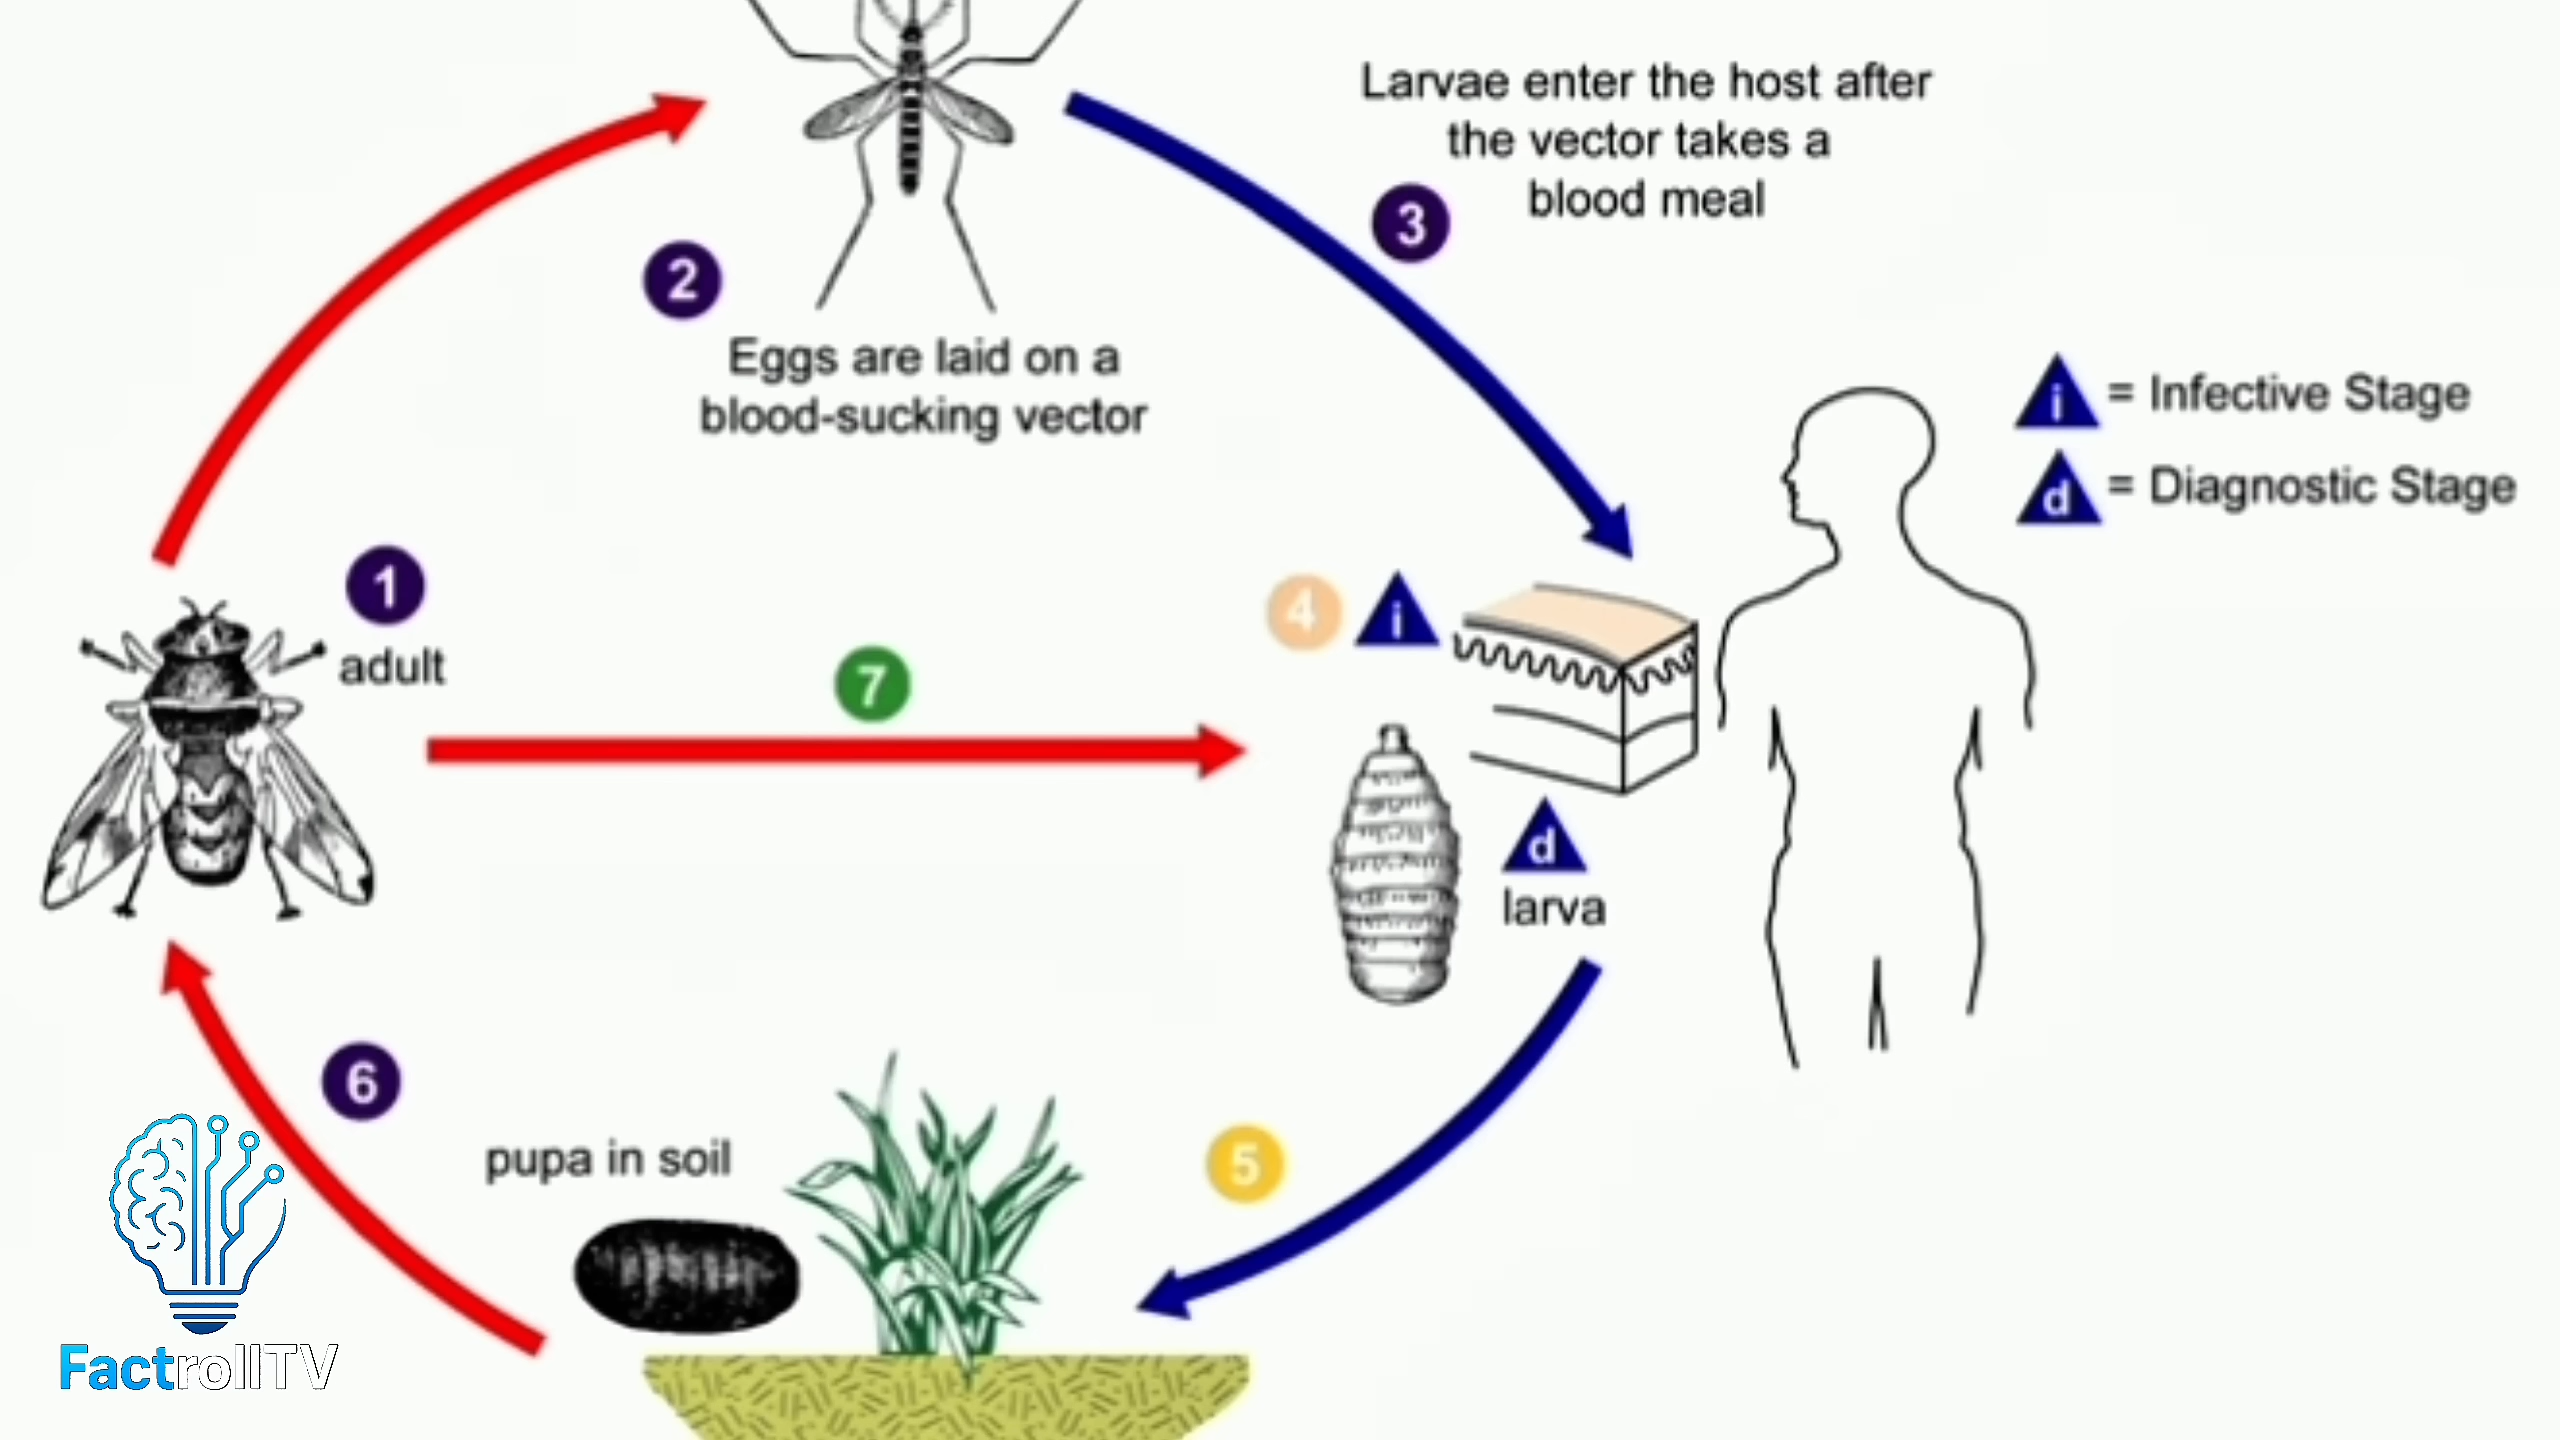 Larvae enter the host after
the vector takes a
blood meal
3
2
Eggs are laid on a
blood-sucking vector
i = Infective Stage
d = Diagnostic Stage
1
adult
4
i
7
d
larva
6
5
pupa in soil
FactrollTV